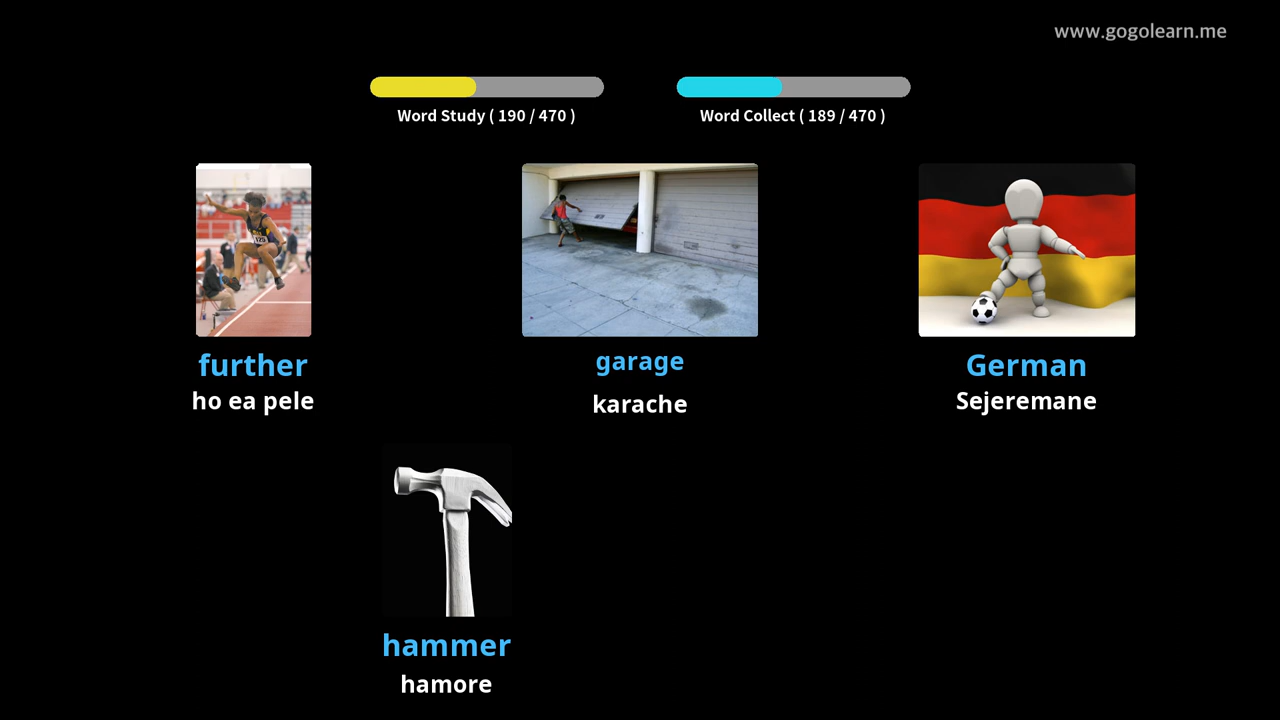 www.gogolearn.me
Word Study ( 190 / 470 )
Word Collect ( 189 / 470 )
further
ho ea pele
garage
karache
German
Sejeremane
hammer
hamore